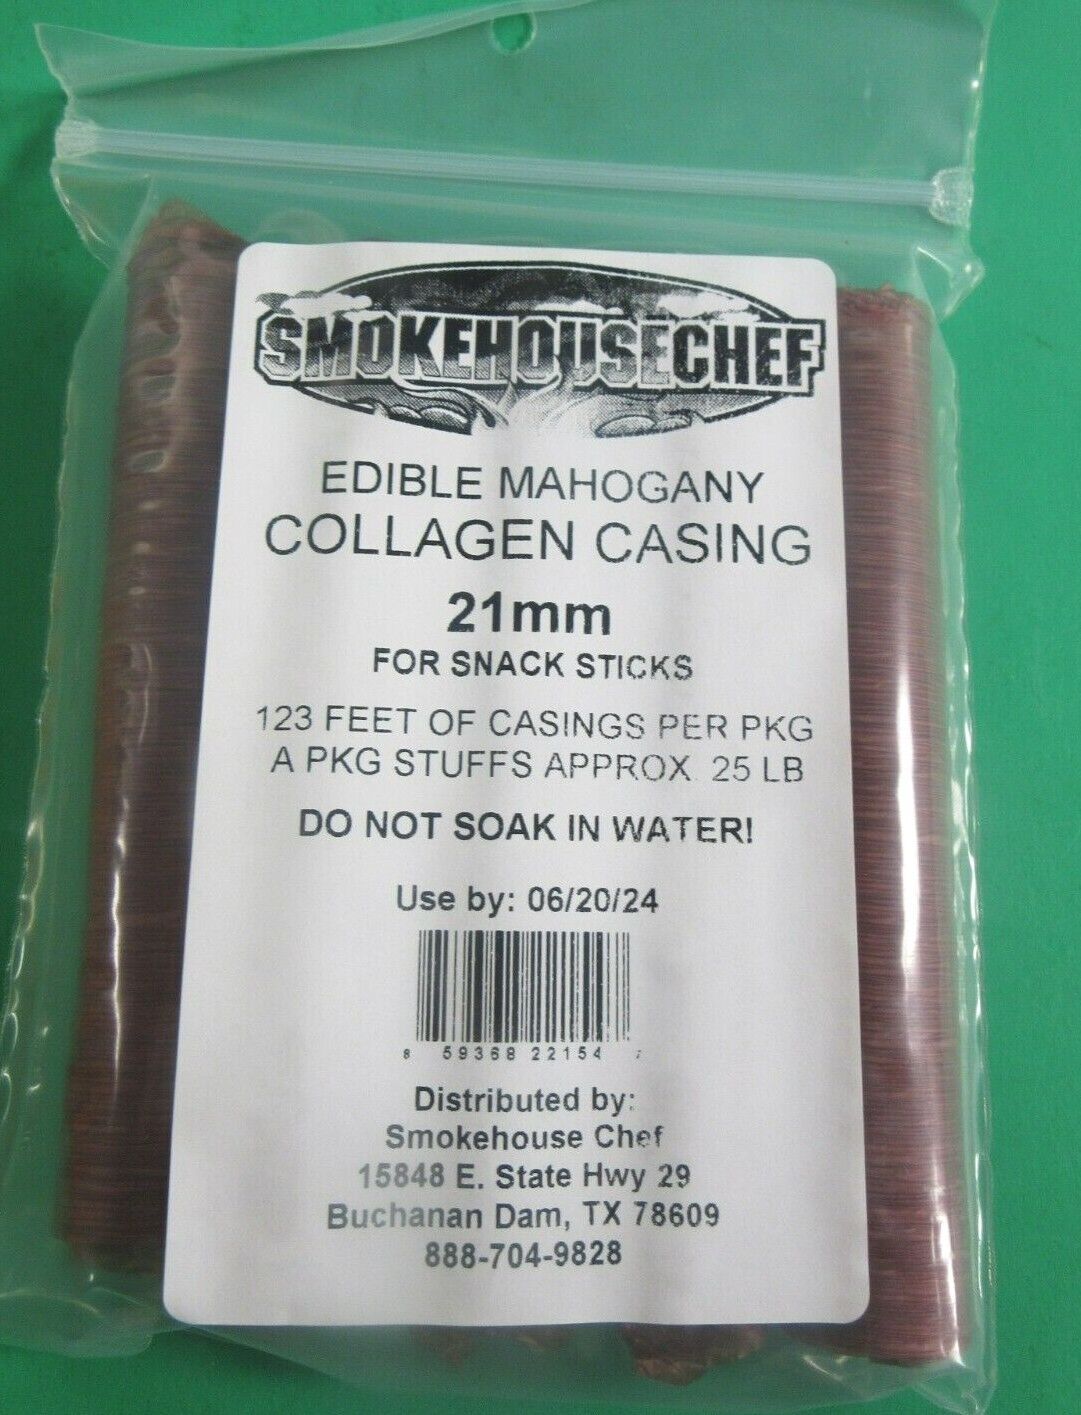 SMOKEHOUSECHEF
EDIBLE MAHOGANY
COLLAGEN CASING
21mm
FOR SNACK STICKS
123 FEET OF CASINGS PER PKG
A PKG STUFFS APPROX. 25 LB
DO NOT SOAK IN WATER!
Use by: 06/20/24
8 59368 22154
Distributed by:
Smokehouse Chef
15848 E. State Hwy 29
Buchanan Dam, TX 78609
888-704-9828